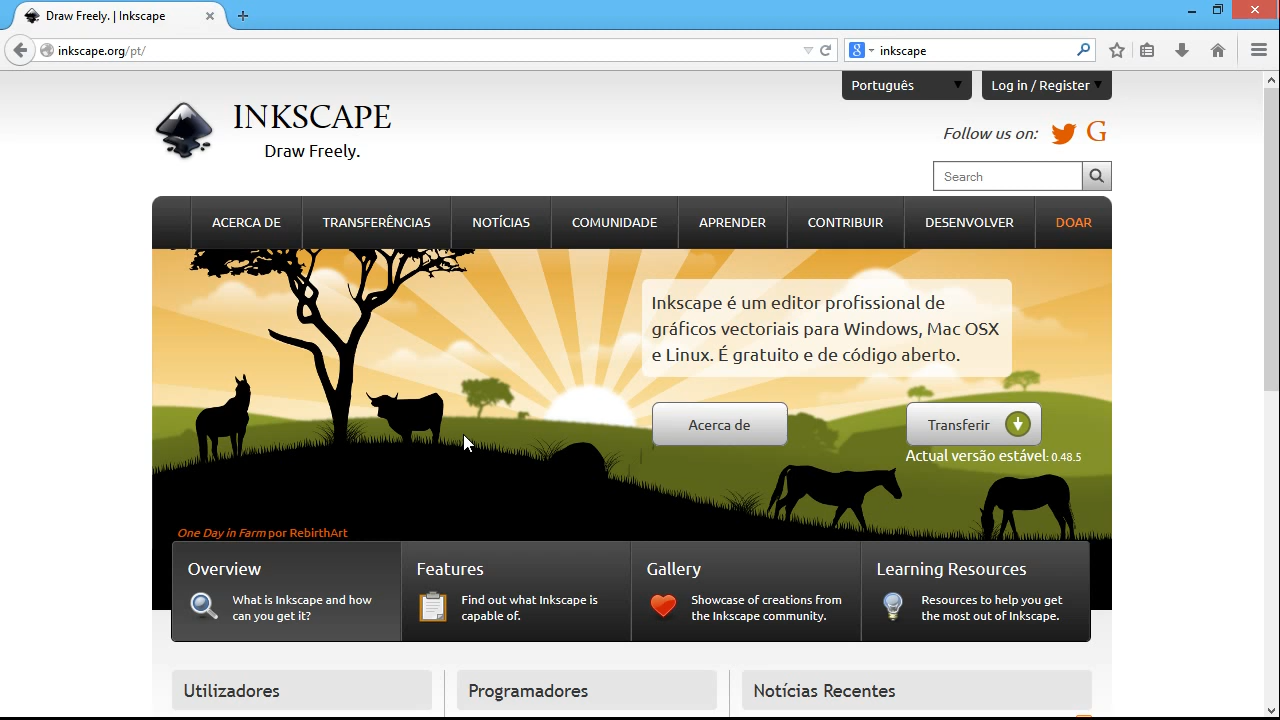 Draw Freely. | Inkscape
inkscape.org/pt/
inkscape
Português
Log in / Register
INKSCAPE
Draw Freely.
Follow us on:
Search
ACERCA DE
TRANSFERÊNCIAS
NOTÍCIAS
COMUNIDADE
APRENDER
CONTRIBUIR
DESENVOLVER
DOAR
Inkscape é um editor profissional de
gráficos vectoriais para Windows, Mac OSX
e Linux. É gratuito e de código aberto.
Acerca de
Transferir
Actual versão estável: 0.48.5
One Day in Farm por RebirthArt
Overview
What is Inkscape and how
can you get it?
Features
Find out what Inkscape is
capable of.
Gallery
Showcase of creations from
the Inkscape community.
Learning Resources
Resources to help you get
the most out of Inkscape.
Utilizadores
Programadores
Notícias Recentes